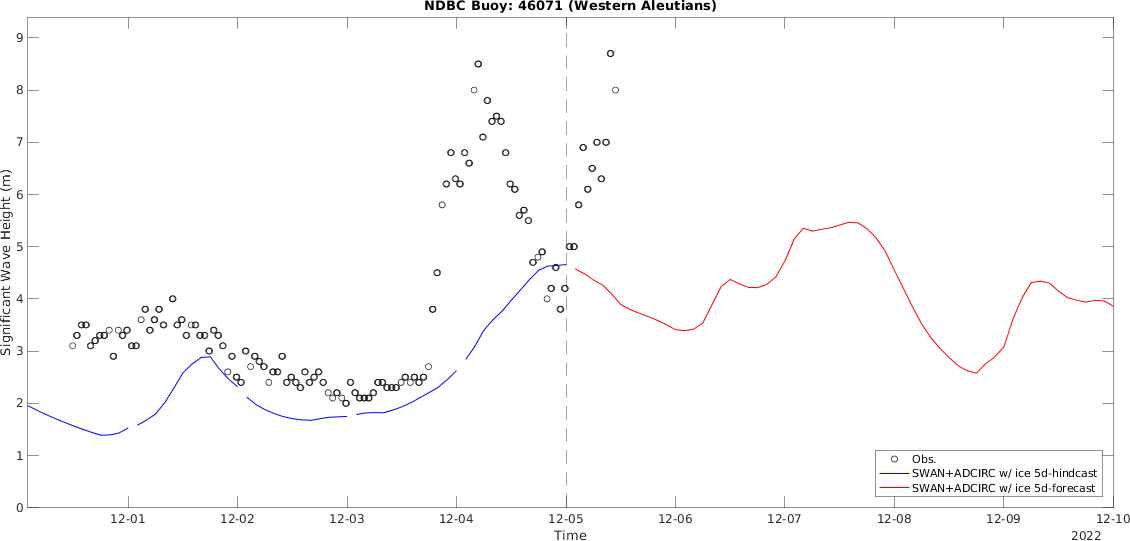 NDBC Buoy: 46071 (Western Aleutians)
Significant Wave Height (m)
9
8
7
6
5
4
3
2
1
0
Obs.
SWAN+ADCIRC w/ ice 5d-hindcast
SWAN+ADCIRC w/ ice 5d-forecast
12-01 12-02 12-03 12-04 12-05 12-06 12-07 12-08 12-09 12-10
Time
2022